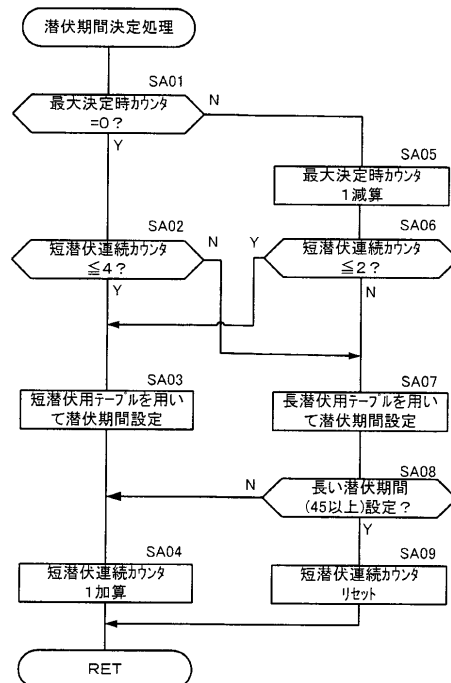 潜伏期間決定処理
SA01
最大決定時カウンタ
=0?
N
Y
SA05
最大決定時カウンタ
1減算
SA02
短潜伏連続カウンタ
≦4?
N
Y
SA06
Y
短潜伏連続カウンタ
≦2?
N
SA03
短潜伏用テーブルを用い
て潜伏期間設定
SA07
長潜伏用テーブルを用い
て潜伏期間設定
SA08
N
長い潜伏期間
(45以上)設定?
Y
SA04
短潜伏連続カウンタ
1加算
SA09
短潜伏連続カウンタ
リセット
RET